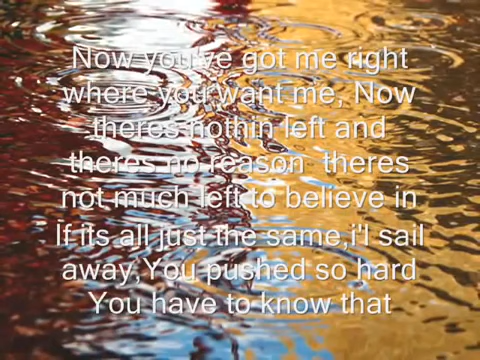 Now you've got me right
where you want me, Now
theres nothin left and
theres no reason  theres
not much left to believe in
If its all just the same,i'l sail
away,You pushed so hard
You have to know that